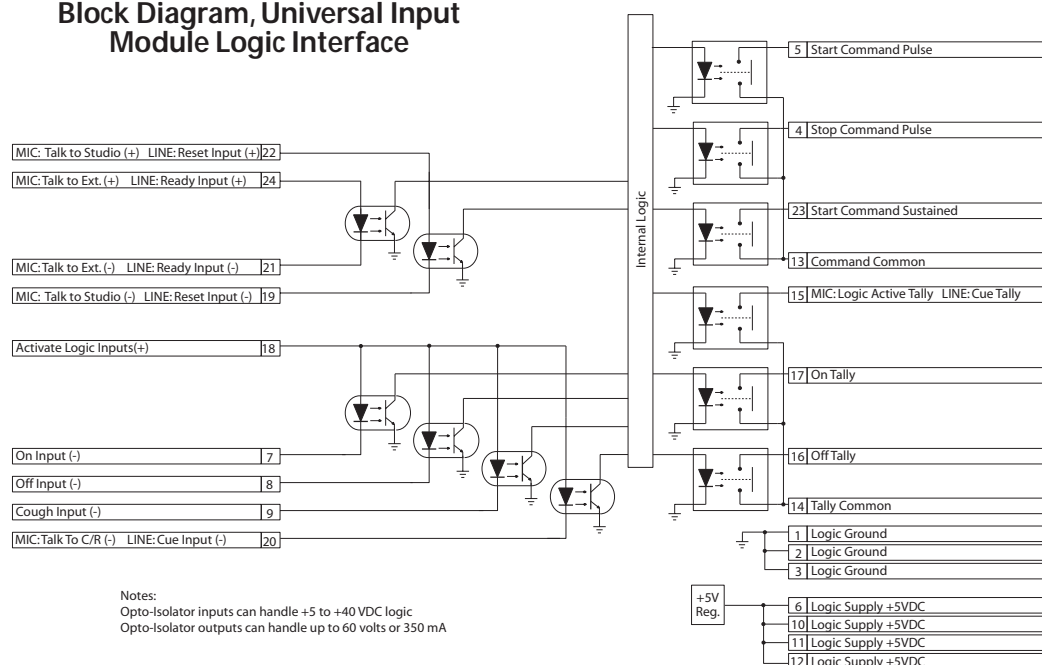 Block Diagram, Universal Input
Module Logic Interface
MIC: Talk to Studio (+) LINE: Reset Input (+) 22
MIC: Talk to Ext. (+) LINE: Ready Input (+) 24
MIC: Talk to Ext. (-) LINE: Ready Input (-) 21
MIC: Talk to Studio (-) LINE: Reset Input (-) 19
Activate Logic Inputs(+) 18
On Input (-) 7
Off Input (-) 8
Cough Input (-) 9
MIC: Talk To C/R (-) LINE: Cue Input (-) 20
Internal Logic
5 Start Command Pulse
4 Stop Command Pulse
23 Start Command Sustained
13 Command Common
15 MIC: Logic Active Tally LINE: Cue Tally
17 On Tally
16 Off Tally
14 Tally Common
1 Logic Ground
2 Logic Ground
3 Logic Ground
+5V
Reg.
6 Logic Supply +5VDC
10 Logic Supply +5VDC
11 Logic Supply +5VDC
12 Logic Supply +5VDC
Notes:
Opto-Isolator inputs can handle +5 to +40 VDC logic
Opto-Isolator outputs can handle up to 60 volts or 350 mA